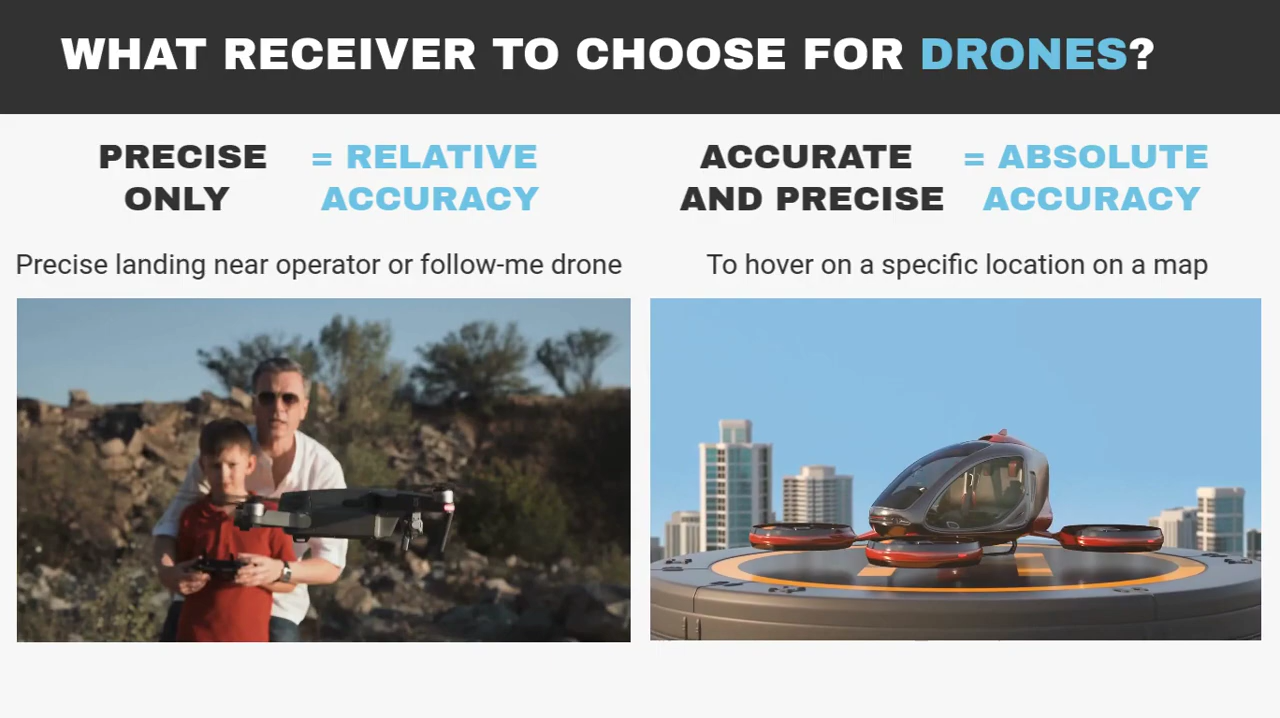 WHAT RECEIVER TO CHOOSE FOR DRONES?
PRECISE
ONLY
= RELATIVE
ACCURACY
ACCURATE
AND PRECISE
= ABSOLUTE
ACCURACY
Precise landing near operator or follow-me drone
To hover on a specific location on a map